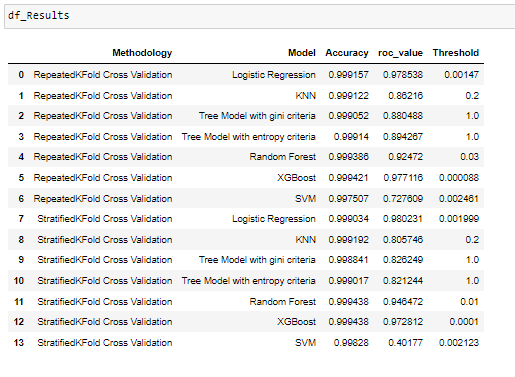 df_Results
Methodology Model Accuracy roc_value Threshold
0 RepeatedKFold Cross Validation Logistic Regression 0.999157 0.978538 0.00147
1 RepeatedKFold Cross Validation KNN 0.999122 0.86216 0.2
2 RepeatedKFold Cross Validation Tree Model with gini criteria 0.999052 0.880488 1.0
3 RepeatedKFold Cross Validation Tree Model with entropy criteria 0.99914 0.894267 1.0
4 RepeatedKFold Cross Validation Random Forest 0.999386 0.92472 0.03
5 RepeatedKFold Cross Validation XGBoost 0.999421 0.977116 0.000088
6 RepeatedKFold Cross Validation SVM 0.997507 0.727609 0.002461
7 StratifiedKFold Cross Validation Logistic Regression 0.999034 0.980231 0.001999
8 StratifiedKFold Cross Validation KNN 0.999192 0.805746 0.2
9 StratifiedKFold Cross Validation Tree Model with gini criteria 0.998841 0.826249 1.0
10 StratifiedKFold Cross Validation Tree Model with entropy criteria 0.999017 0.821244 1.0
11 StratifiedKFold Cross Validation Random Forest 0.999438 0.946472 0.01
12 StratifiedKFold Cross Validation XGBoost 0.999438 0.972812 0.0001
13 StratifiedKFold Cross Validation SVM 0.99828 0.40177 0.002123